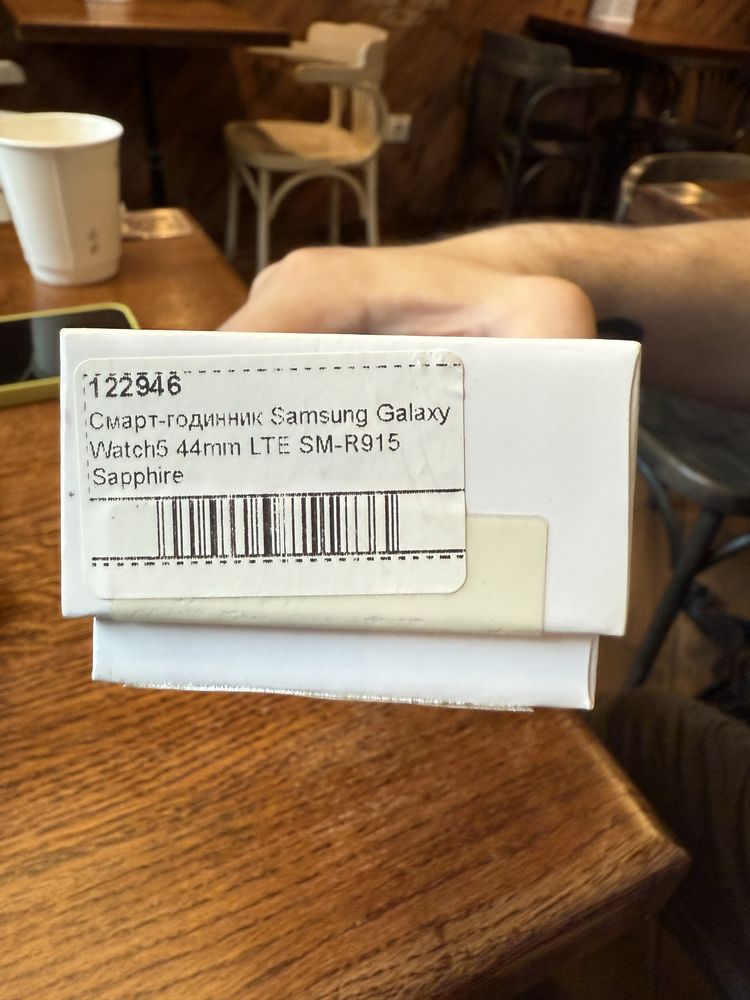 122946
Смарт-годинник Samsung Galaxy
Watch5 44mm LTE SM-R915
Sapphire